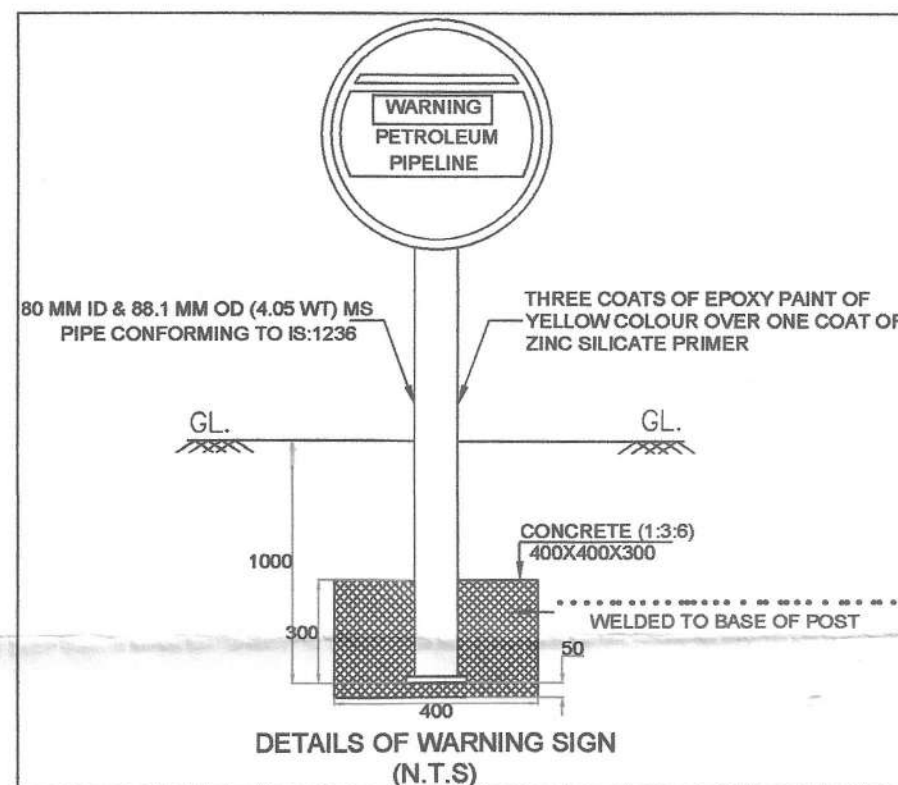 WARNING
PETROLEUM
PIPELINE
80 MM ID & 88.1 MM OD (4.05 WT) MS
PIPE CONFORMING TO IS:1236
THREE COATS OF EPOXY PAINT OF
YELLOW COLOUR OVER ONE COAT OF
ZINC SILICATE PRIMER
GL.
GL.
1000
CONCRETE (1:3:6)
400X400X300
300
WELDED TO BASE OF POST
50
400
DETAILS OF WARNING SIGN
(N.T.S)